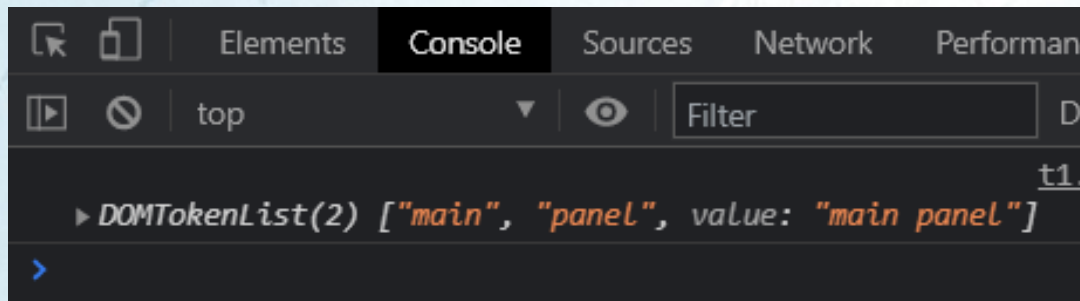 Elements Console Sources Network Performan
top Filter D
t1.
DOMTokenList(2) ["main", "panel", value: "main panel"]